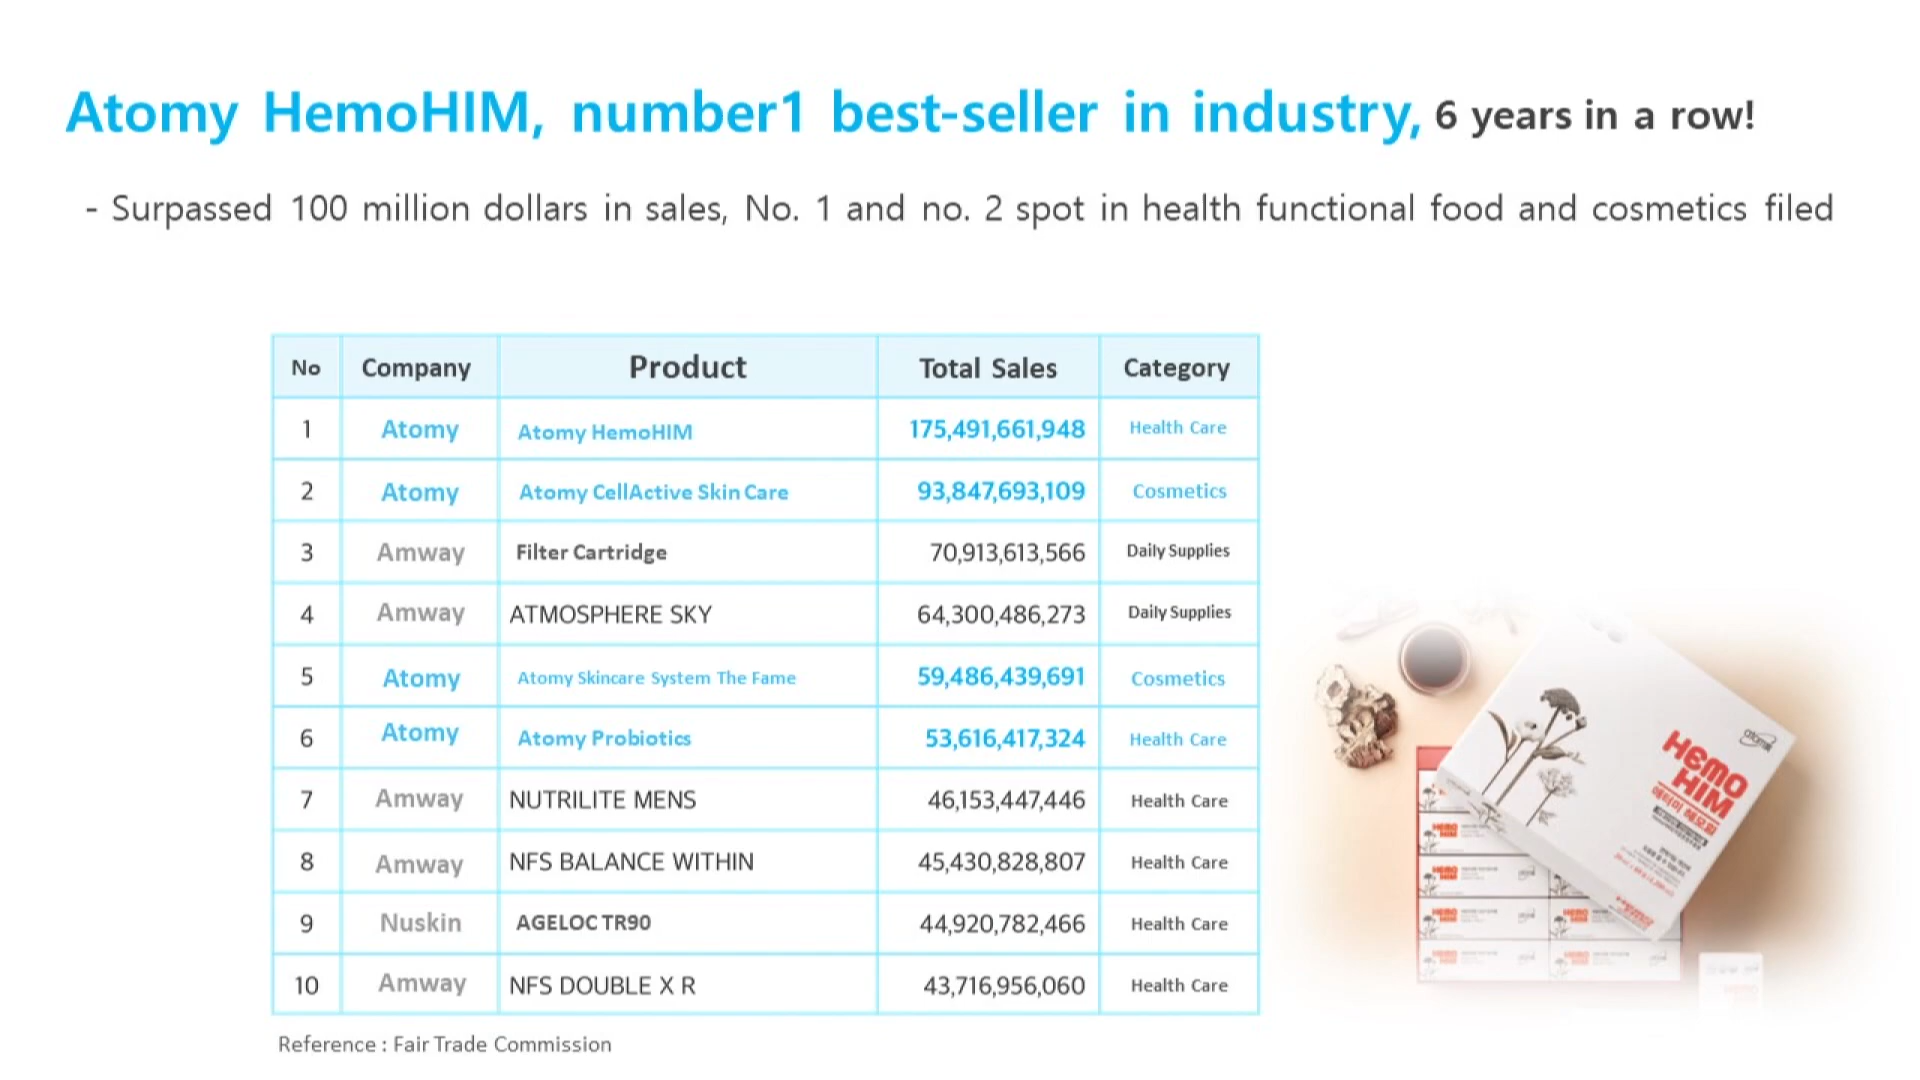 Atomy HemoHIM, number1 best-seller in industry, 6 years in a row!
- Surpassed 100 million dollars in sales, No. 1 and no. 2 spot in health functional food and cosmetics filed
No Company Product Total Sales Category
1 Atomy Atomy HemoHIM 175,491,661,948 Health Care
2 Atomy Atomy CellActive Skin Care 93,847,693,109 Cosmetics
3 Amway Filter Cartridge 70,913,613,566 Daily Supplies
4 Amway ATMOSPHERE SKY 64,300,486,273 Daily Supplies
5 Atomy Atomy Skincare System The Fame 59,486,439,691 Cosmetics
6 Atomy Atomy Probiotics 53,616,417,324 Health Care
7 Amway NUTRILITE MENS 46,153,447,446 Health Care
8 Amway NFS BALANCE WITHIN 45,430,828,807 Health Care
9 Nuskin AGELOC TR90 44,920,782,466 Health Care
10 Amway NFS DOUBLE X R 43,716,956,060 Health Care
Reference : Fair Trade Commission
HEMO
HIM
애터미 헤모힘